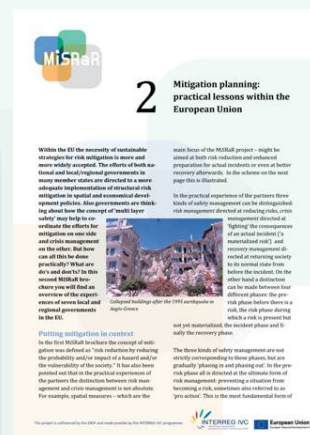 MiSRaR
2
Mitigation planning:
practical lessons within the
European Union
Within the EU the necessity of sustainable
strategies for risk mitigation is more and
more widely accepted. The efforts of both na-
tional and local/regional governments in
many member states are directed to a more
adequate implementation of structural risk
mitigation in spatial and economical devel-
opment policies. Also governments are think-
ing about how the concept of 'multi layer
safety' may help to co-
ordinate the efforts for
mitigation on one side
and crisis management
on the other. But how
can all this be done
practically? What are
do's and donts? In this
second MiSRaR bro-
chure you will find an
overview of the experi-
ences of seven local and
regional governments
in the EU.
Putting mitigation in context
In the first MiSRaR brochure the concept of miti-
gation was defined as "risk reduction by reducing
the probability and/or impact of a hazard and/or
the vulnerability of the society." It has also been
pointed out that in the practical experience of
the partners the distinction between risk man-
agement and crisis management is not absolute.
For example, spatial measures – which are the
main focus of the MiSRaR project – might be
aimed at both risk reduction and enhanced
preparation for actual incidents or even at better
recovery afterwards. In the scheme on the next
page this is illustrated.
In the practical experience of the partners three
kinds of safety management can be distinguished:
risk management directed at reducing risks, crisis
management directed at
'fighting' the consequences
of an actual incident ('a
materialized risk') and
recovery management di-
rected at returning society
to its normal state from
before the incident. On the
other hand a distinction
can be made between four
different phases: the pre-
risk phase before there is a
risk, the risk phase during
which a risk is present but
not yet materialized, the incident phase and fi-
nally the recovery phase.
Collapsed buildings after the 1995 earthquake in
Aegio Greece
The three kinds of safety management are not
strictly corresponding to these phases, but are
gradually 'phasing in and phasing out'. In the pre-
risk phase all is directed at the ultimate form of
risk management: preventing a situation from
becoming a risk, sometimes also referred to as
'pro action'. This is the most fundamental form of
This project is cofinanced by the ERDF and made possible by the INTERREG IVC programme
INTERREG IVC
European Union